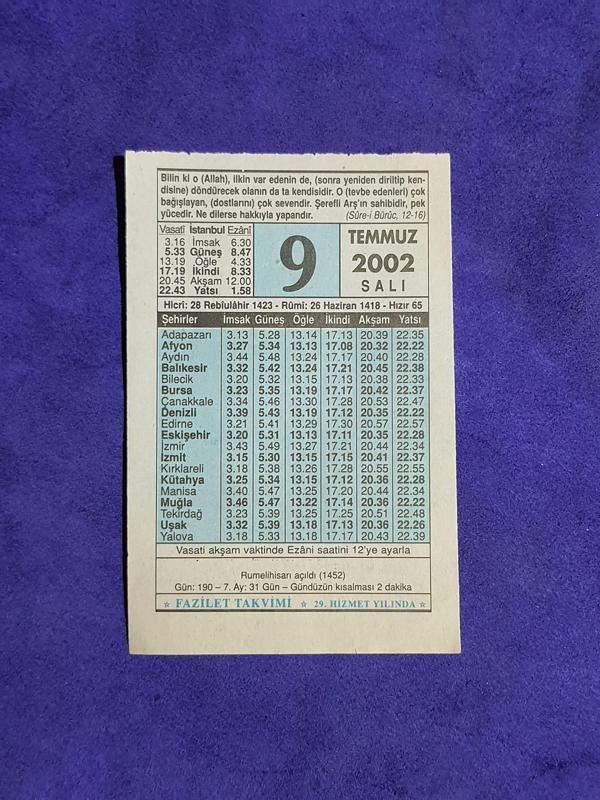 Bilin ki o (Allah), ilkin var edenin de, (sonra yeniden diriltip ken-
disine) döndürecek olanın da ta kendisidir. O (tevbe edenleri) çok
bağışlayan, (dostlarını) çok sevendir. Şerefli Arş'ın sahibidir, pek
yücedir. Ne dilerse hakkıyla yapandır. (Sûre-i Bürûc, 12-16)
Vasatî İstanbul Ezânî
3.16 İmsak 6.30
5.33 Güneş 8.47
13.19 Öğle 4.33
17.19 İkindi 8.33
20.45 Akşam 12.00
22.43 Yatsı 1.58
9
TEMMUZ
2002
SALI
Hicrî: 28 Rebîulâhir 1423 - Rûmî: 26 Haziran 1418 - Hızır 65
Şehirler İmsak Güneş Öğle İkindi Akşam Yatsı
Adapazarı 3.13 5.28 13.14 17.13 20.39 22.35
Afyon 3.27 5.34 13.13 17.08 20.32 22.22
Aydın 3.44 5.48 13.24 17.17 20.40 22.28
Balıkesir 3.32 5.42 13.24 17.21 20.45 22.38
Bilecik 3.20 5.32 13.15 17.13 20.38 22.33
Bursa 3.23 5.35 13.19 17.17 20.42 22.37
Çanakkale 3.34 5.46 13.30 17.28 20.53 22.47
Denizli 3.39 5.43 13.19 17.12 20.35 22.22
Edirne 3.21 5.41 13.29 17.30 20.57 22.57
Eskişehir 3.20 5.31 13.13 17.11 20.35 22.28
İzmir 3.43 5.49 13.27 17.21 20.44 22.34
İzmit 3.15 5.30 13.15 17.15 20.41 22.37
Kırklareli 3.18 5.38 13.26 17.28 20.55 22.55
Kütahya 3.25 5.34 13.15 17.12 20.36 22.28
Manisa 3.40 5.47 13.25 17.20 20.44 22.34
Muğla 3.46 5.47 13.22 17.14 20.36 22.22
Tekirdağ 3.23 5.39 13.25 17.25 20.51 22.48
Uşak 3.32 5.39 13.18 17.13 20.36 22.26
Yalova 3.18 5.33 13.18 17.17 20.43 22.39
Vasati akşam vaktinde Ezâni saatini 12'ye ayarla
Rumelihisarı açıldı (1452)
Gün: 190 – 7. Ay: 31 Gün – Gündüzün kısalması 2 dakika
☆ FAZİLET TAKVİMİ ☆ 29. HİZMET YILINDA ☆